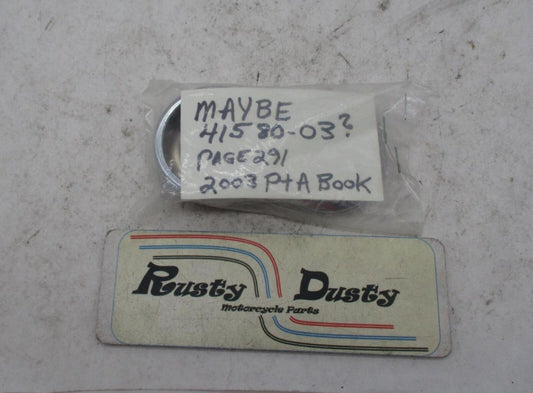 MAYBE
41580-03?
PAGE 291
2003 P+A Book
Rusty Dusty
Motorcycle Parts